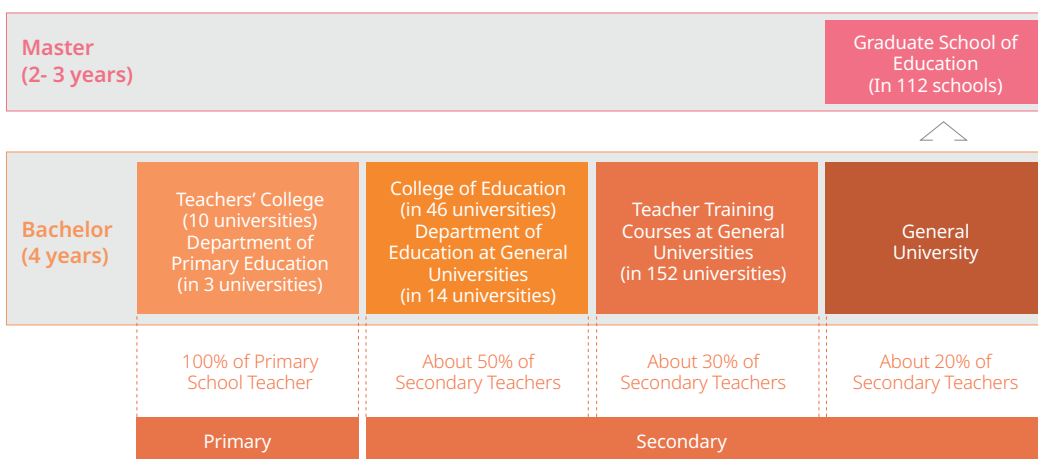 Master
(2- 3 years)
Graduate School of
Education
(In 112 schools)
Bachelor
(4 years)
Teachers’ College
(10 universities)
Department of
Primary Education
(in 3 universities)
College of Education
(in 46 universities)
Department of
Education at General
Universities
(in 14 universities)
Teacher Training
Courses at General
Universities
(in 152 universities)
General
University
100% of Primary
School Teacher
About 50% of
Secondary Teachers
About 30% of
Secondary Teachers
About 20% of
Secondary Teachers
Primary
Secondary